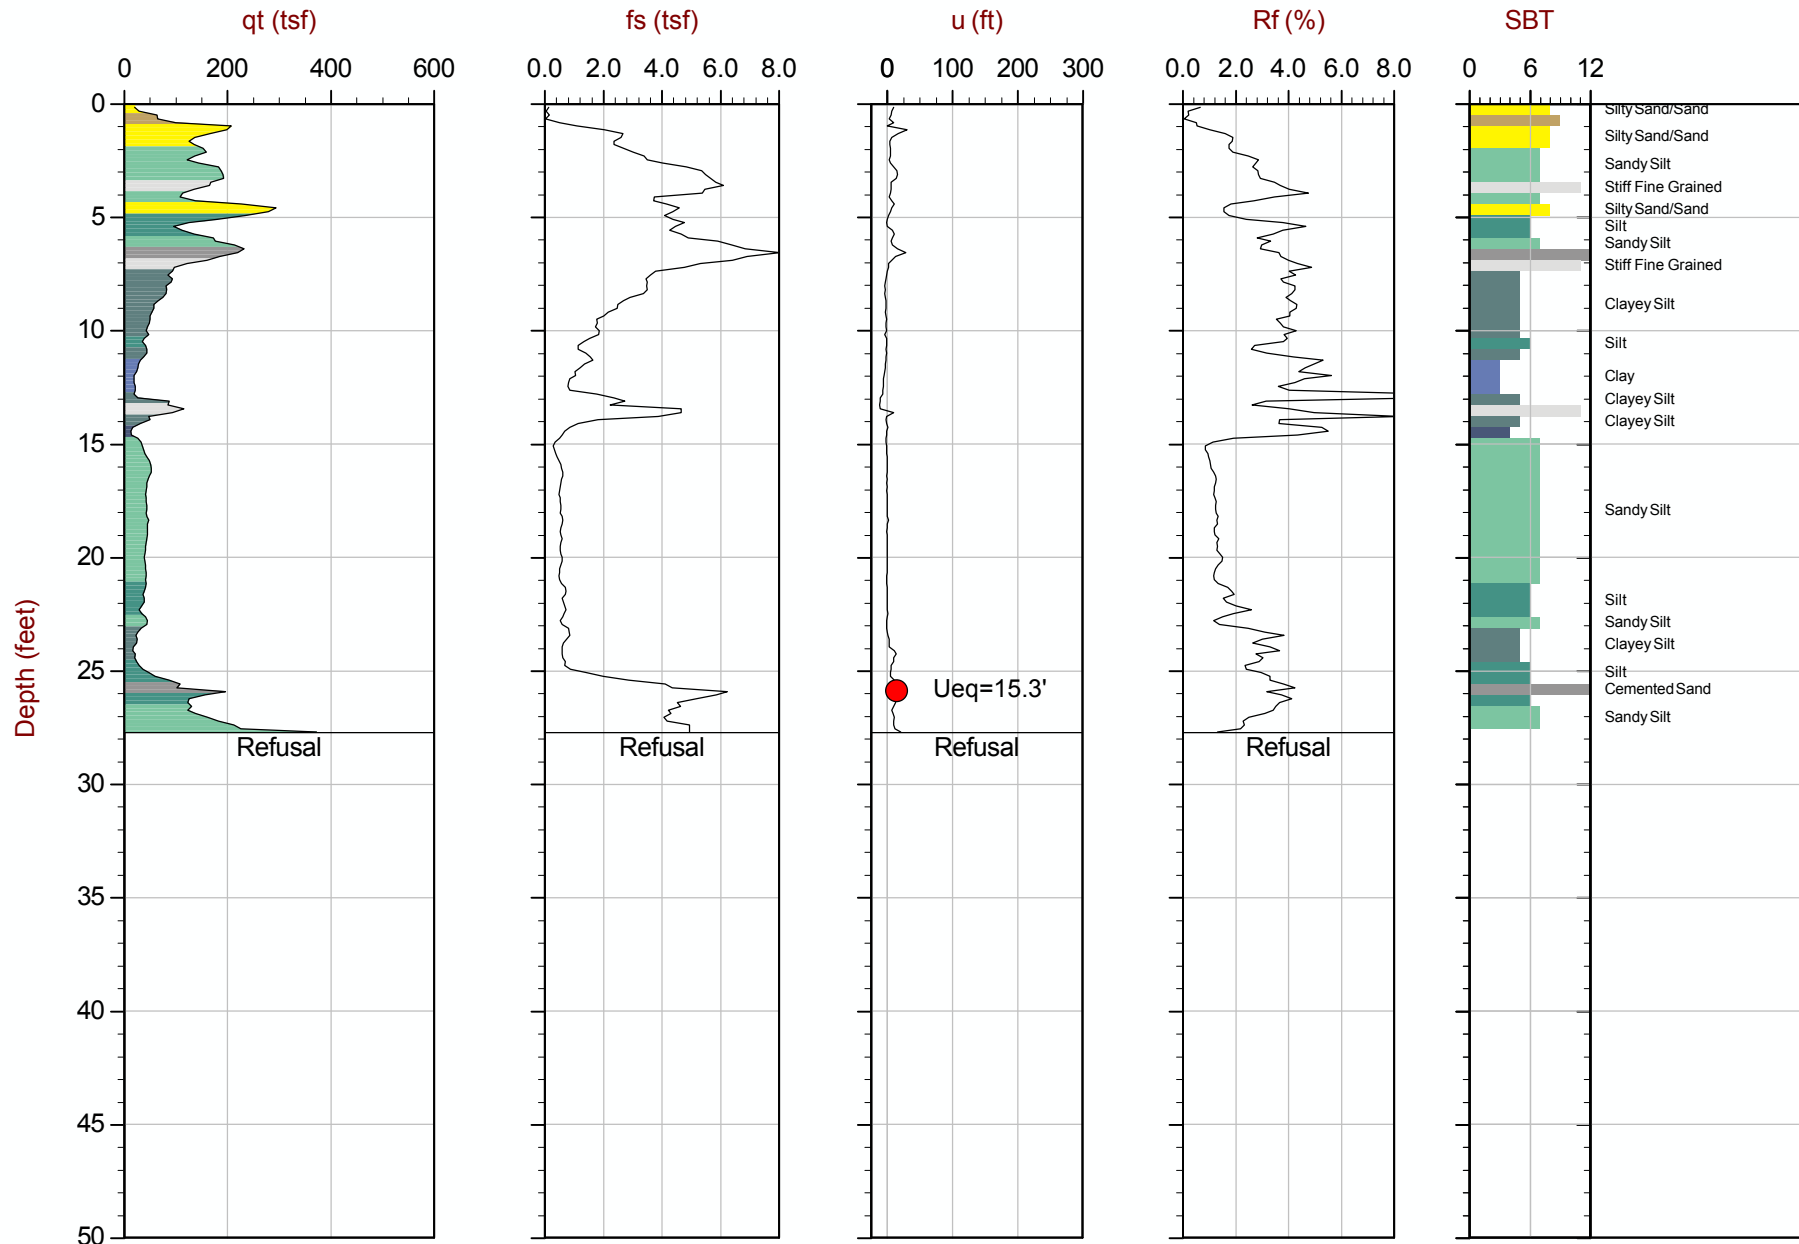 qt (tsf) fs (tsf) u (ft) Rf (%) SBT
0 200 400 600 0.0 2.0 4.0 6.0 8.0 0 100 200 300 0.0 2.0 4.0 6.0 8.0 0 6 12
0
Silty Sand/Sand
Silty Sand/Sand
Sandy Silt
Stiff Fine Grained
Silty Sand/Sand
5
Silt
Sandy Silt
Stiff Fine Grained
Clayey Silt
10
Silt
Clay
Clayey Silt
Clayey Silt
15
Sandy Silt
20
Silt
Sandy Silt
Clayey Silt
25
Silt
Ueq=15.3'
Cemented Sand
Sandy Silt
Refusal Refusal Refusal Refusal
Depth (feet)
30
35
40
45
50